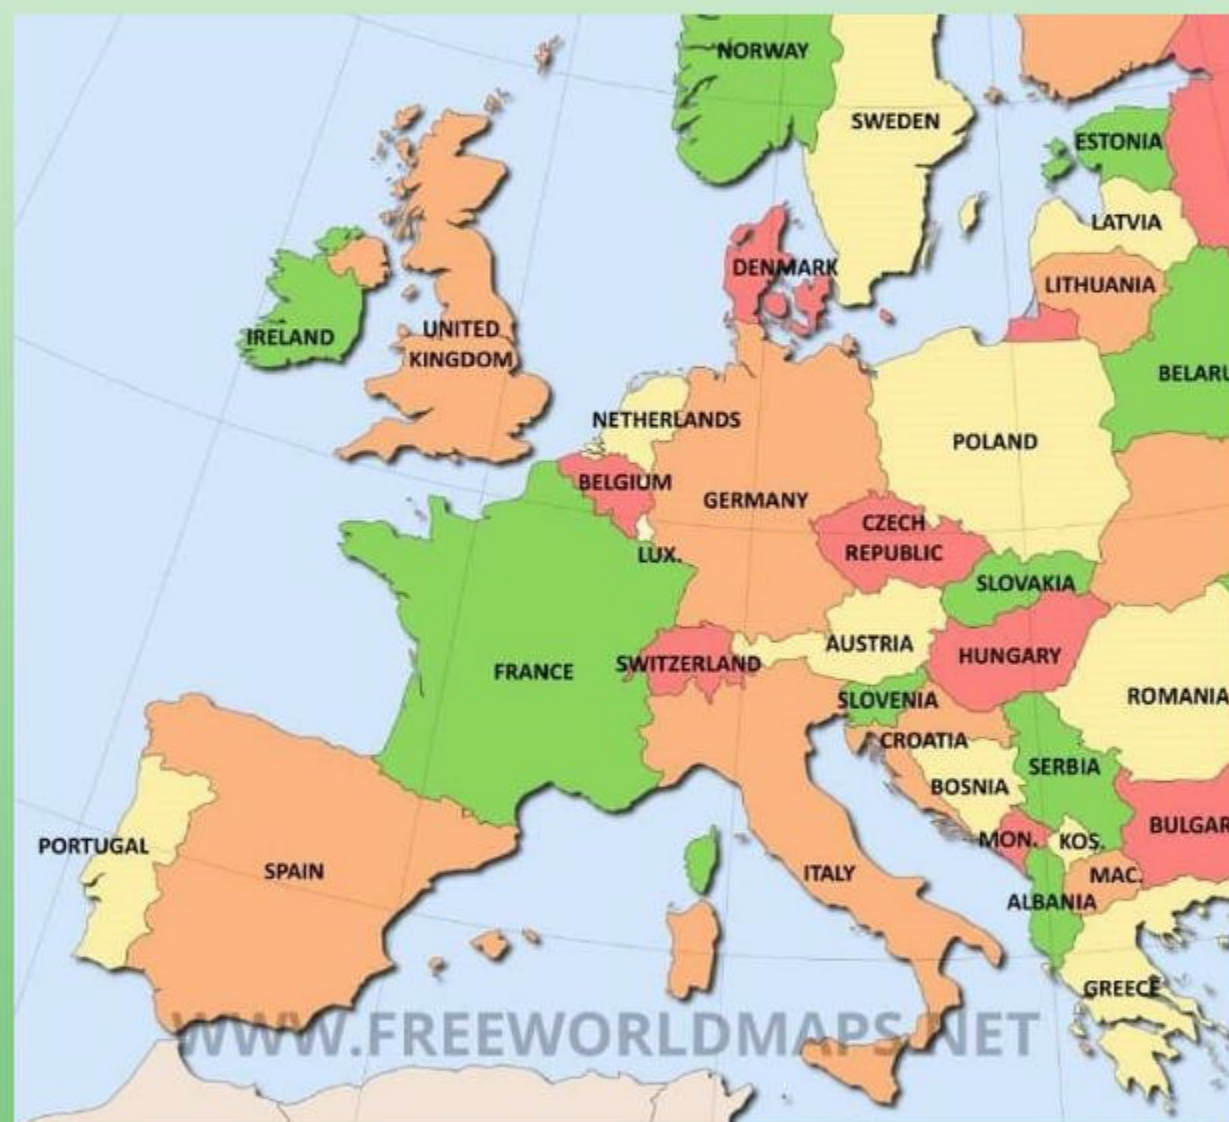 NORWAY
SWEDEN
ESTONIA
LATVIA
DENMARK
LITHUANIA
IRELAND
UNITED
KINGDOM
BELARU
NETHERLANDS
POLAND
BELGIUM
GERMANY
CZECH
REPUBLIC
LUX.
SLOVAKIA
AUSTRIA
HUNGARY
FRANCE
SWITZERLAND
ROMANIA
SLOVENIA
CROATIA
SERBIA
BOSNIA
BULGAR
MON.
KOS.
PORTUGAL
SPAIN
ITALY
MAC.
ALBANIA
GREECE
WWW.FREEWORLDMAPS.NET